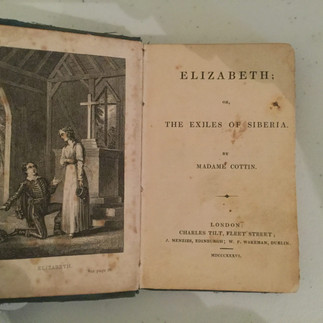 ELIZABETH.
ELIZABETH;
OR,
THE EXILES OF SIBERIA.
BY
MADAME COTTIN.
LONDON:
CHARLES TILT, FLEET STREET;
J. MENZIES, EDINBURGH; W. F. WAKEMAN, DUBLIN.
MDCCCXXXVI.